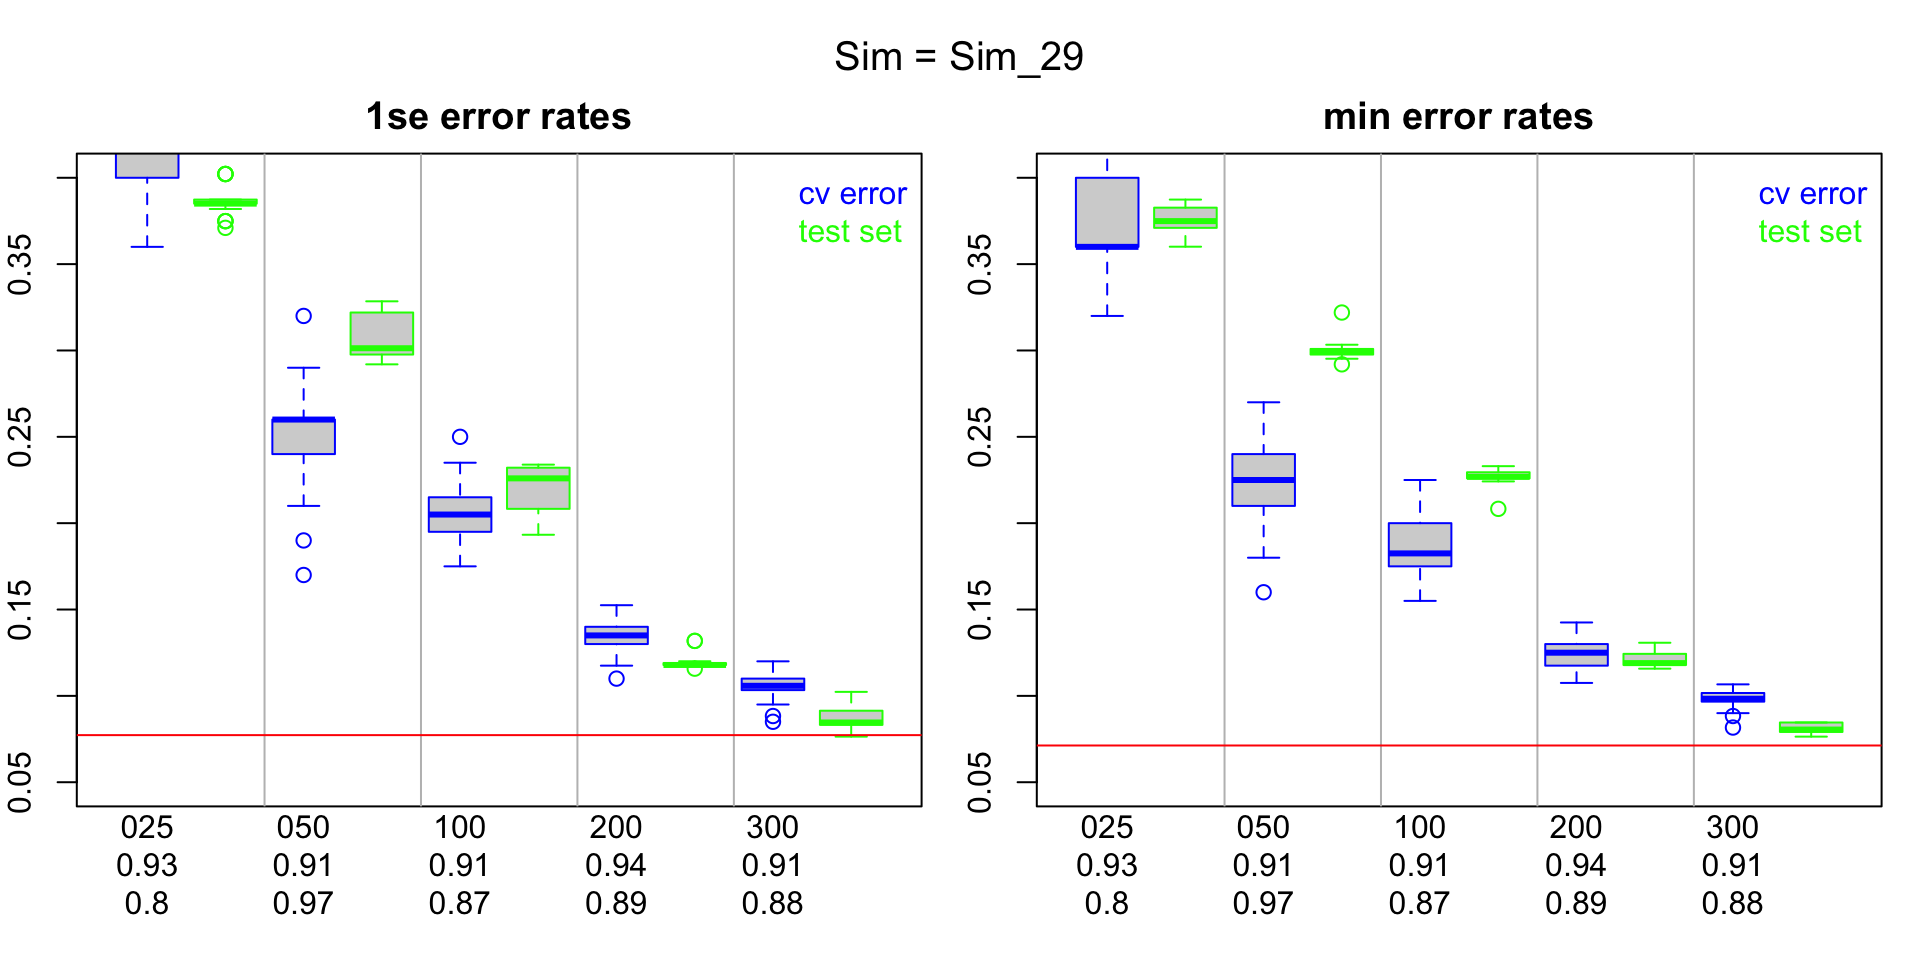 Sim = Sim_29
1se error rates
cv error
test set
0.35
0.25
0.15
0.05
025 050 100 200 300
0.93 0.91 0.91 0.94 0.91
0.8 0.97 0.87 0.89 0.88
min error rates
cv error
test set
0.35
0.25
0.15
0.05
025 050 100 200 300
0.93 0.91 0.91 0.94 0.91
0.8 0.97 0.87 0.89 0.88